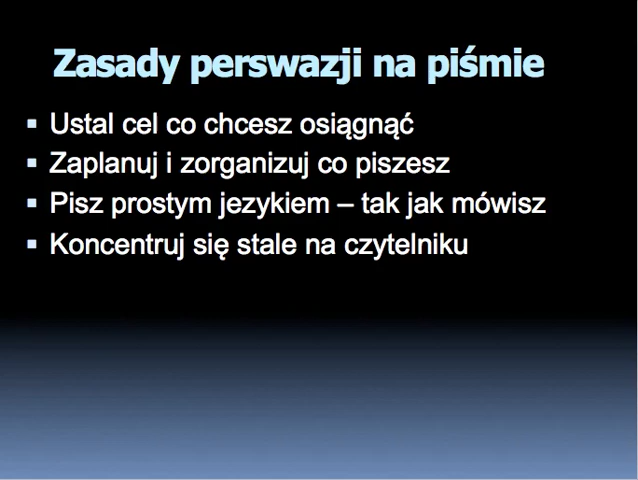 Zasady perswazji na piśmie
▪ Ustal cel co chcesz osiągnąć
▪ Zaplanuj i zorganizuj co piszesz
▪ Pisz prostym jezykiem – tak jak mówisz
▪ Koncentruj się stale na czytelniku